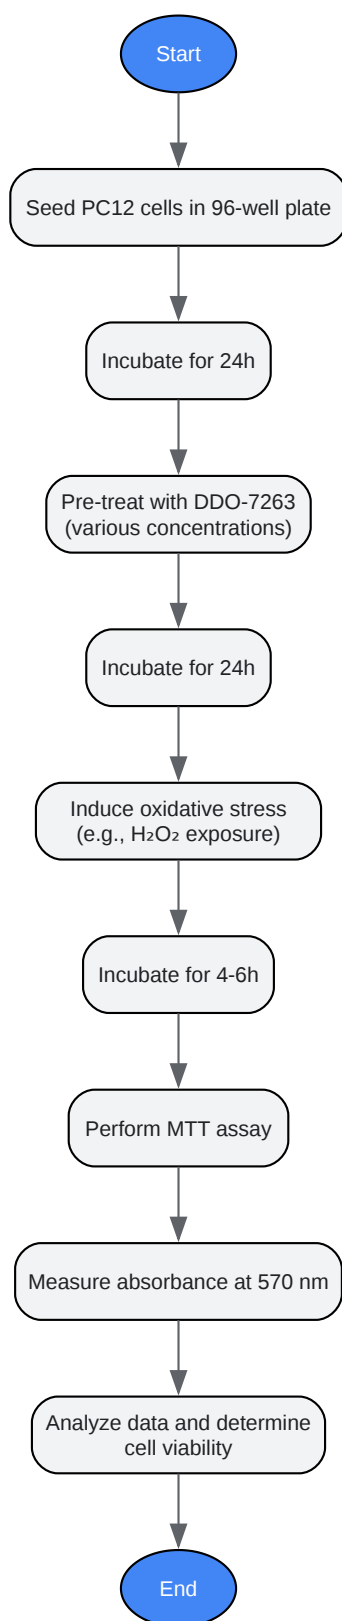 Start
Seed PC12 cells in 96-well plate
Incubate for 24h
Pre-treat with DDO-7263
(various concentrations)
Incubate for 24h
Induce oxidative stress
(e.g., H₂O₂ exposure)
Incubate for 4-6h
Perform MTT assay
Measure absorbance at 570 nm
Analyze data and determine
cell viability
End